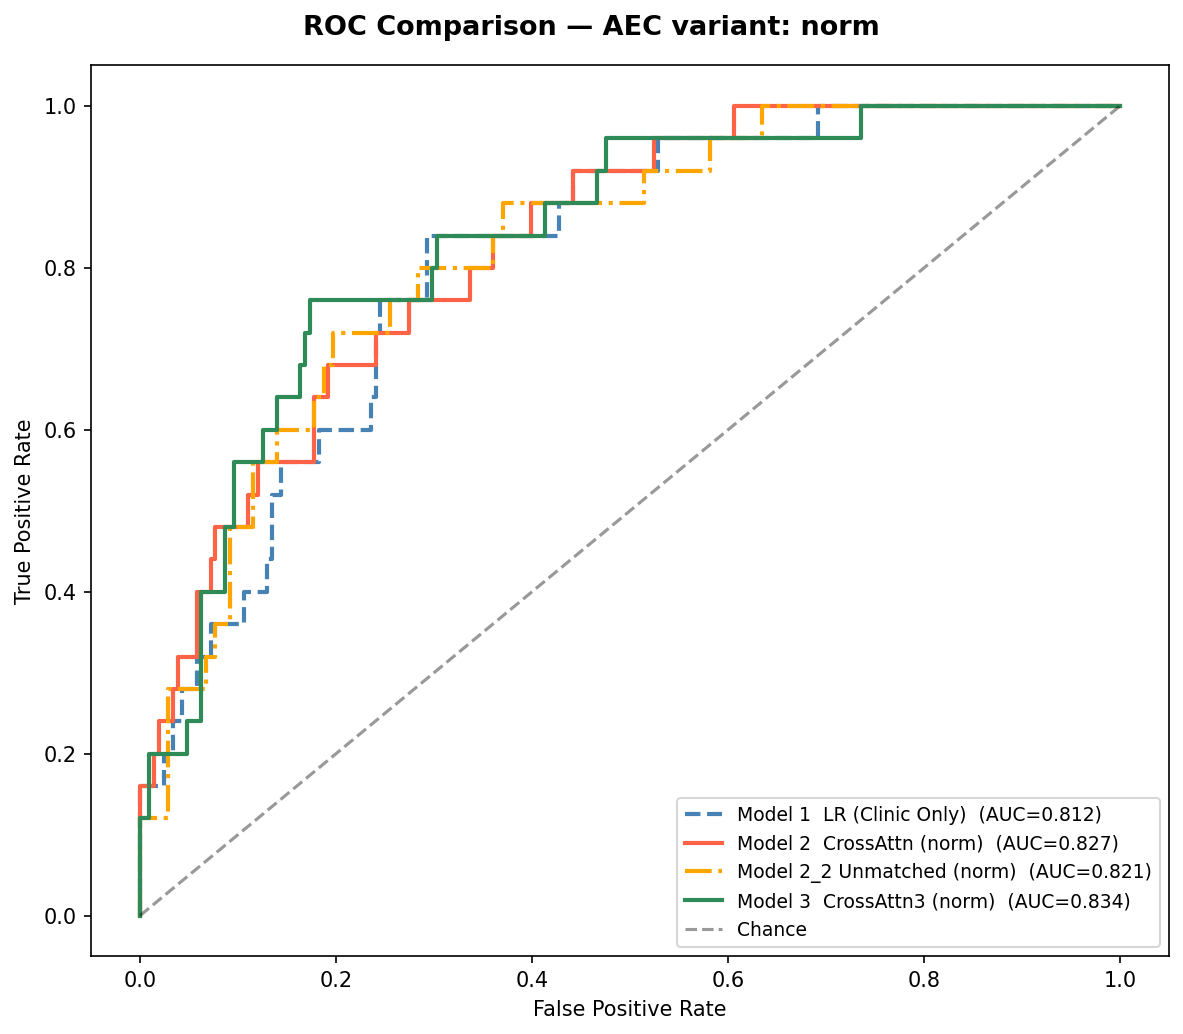 ROC Comparison — AEC variant: norm
1.0
0.8
0.6
0.4
0.2
0.0
True Positive Rate
0.0 0.2 0.4 0.6 0.8 1.0
False Positive Rate
Model 1  LR (Clinic Only)  (AUC=0.812)
Model 2  CrossAttn (norm)  (AUC=0.827)
Model 2_2 Unmatched (norm)  (AUC=0.821)
Model 3  CrossAttn3 (norm)  (AUC=0.834)
Chance